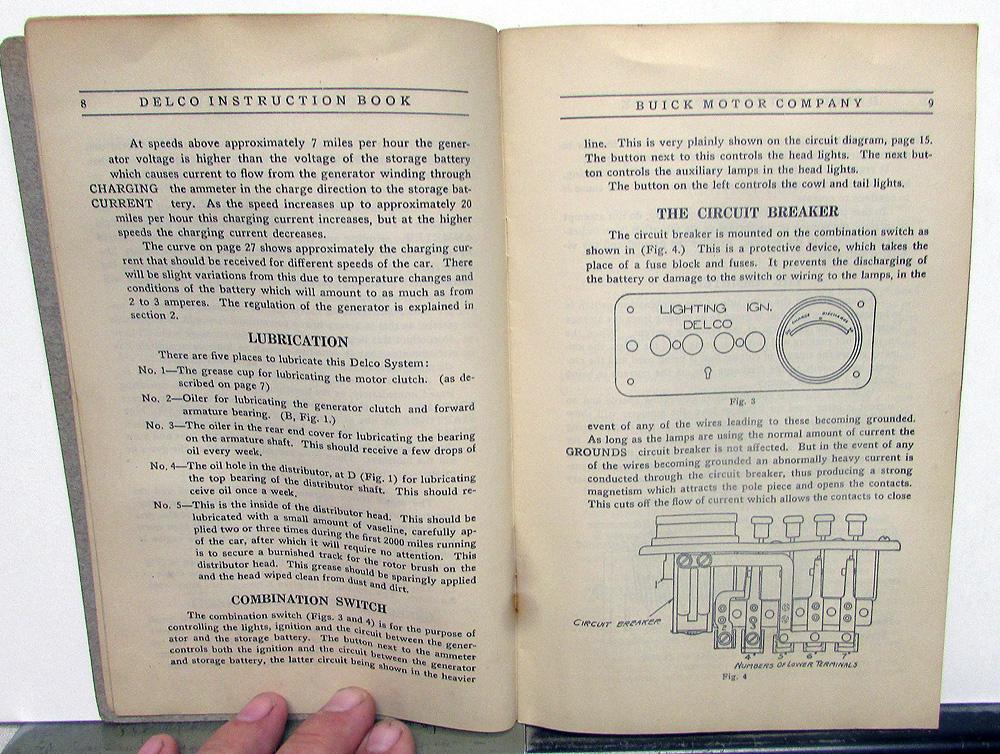 8 DELCO INSTRUCTION BOOK
At speeds above approximately 7 miles per hour the gener-
ator voltage is higher than the voltage of the storage battery
which causes current to flow from the generator winding through
CHARGING the ammeter in the charge direction to the storage bat-
CURRENT tery. As the speed increases up to approximately 20
miles per hour this charging current increases, but at the higher
speeds the charging current decreases.
The curve on page 27 shows approximately the charging cur-
rent that should be received for different speeds of the car. There
will be slight variations from this due to temperature changes and
conditions of the battery which will amount to as much as from
2 to 3 amperes. The regulation of the generator is explained in
section 2.
LUBRICATION
There are five places to lubricate this Delco System:
No. 1—The grease cup for lubricating the motor clutch. (as de-
scribed on page 7)
No. 2—Oiler for lubricating the generator clutch and forward
armature bearing. (B, Fig. 1.)
No. 3—The oiler in the rear end cover for lubricating the bearing
on the armature shaft. This should receive a few drops of
oil every week.
No. 4—The oil hole in the distributor, at D (Fig. 1) for lubricating
the top bearing of the distributor shaft. This should re-
ceive oil once a week.
No. 5—This is the inside of the distributor head. This should be
lubricated with a small amount of vaseline, carefully ap-
plied two or three times during the first 2000 miles running
of the car, after which it will require no attention. This
is to secure a burnished track for the rotor brush on the
distributor head. This grease should be sparingly applied
and the head wiped clean from dust and dirt.
COMBINATION SWITCH
The combination switch (Figs. 3 and 4) is for the purpose of
controlling the lights, ignition and the circuit between the gener-
ator and the storage battery. The button next to the ammeter
controls both the ignition and the circuit between the generator
and storage battery, the latter circuit being shown in the heavier
BUICK MOTOR COMPANY 9
line. This is very plainly shown on the circuit diagram, page 15.
The button next to this controls the head lights. The next but-
ton controls the auxiliary lamps in the head lights.
The button on the left controls the cowl and tail lights.
THE CIRCUIT BREAKER
The circuit breaker is mounted on the combination switch as
shown in (Fig. 4.) This is a protective device, which takes the
place of a fuse block and fuses. It prevents the discharging of
the battery or damage to the switch or wiring to the lamps, in the
LIGHTING IGN.
DELCO
CHARGE DISCHARGE
Fig. 3
event of any of the wires leading to these becoming grounded.
As long as the lamps are using the normal amount of current the
GROUNDS circuit breaker is not affected. But in the event of any
of the wires becoming grounded an abnormally heavy current is
conducted through the circuit breaker, thus producing a strong
magnetism which attracts the pole piece and opens the contacts.
This cuts off the flow of current which allows the contacts to close
CIRCUIT BREAKER
2 3
4 5 6 7
NUMBERS OF LOWER TERMINALS
Fig. 4